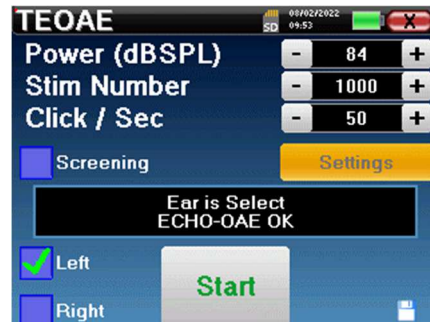 TEOAE
SD
08/02/2022
09:53
X
Power (dBSPL) - 84 +
Stim Number - 1000 +
Click / Sec - 50 +
Screening
Settings
Ear is Select
ECHO-OAE OK
Left
Start
Right